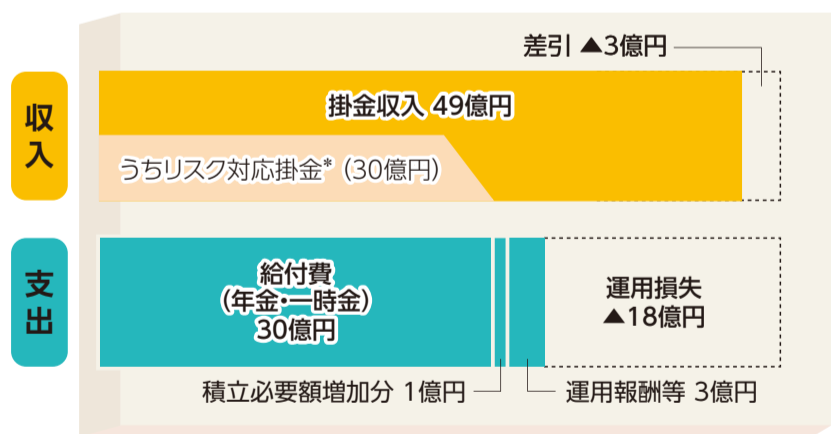 差引 ▲3億円
収入
掛金収入 49億円
うちリスク対応掛金*（30億円）
支出
給付費
（年金・一時金）
30億円
運用損失
▲18億円
積立必要額増加分 1億円
運用報酬等 3億円